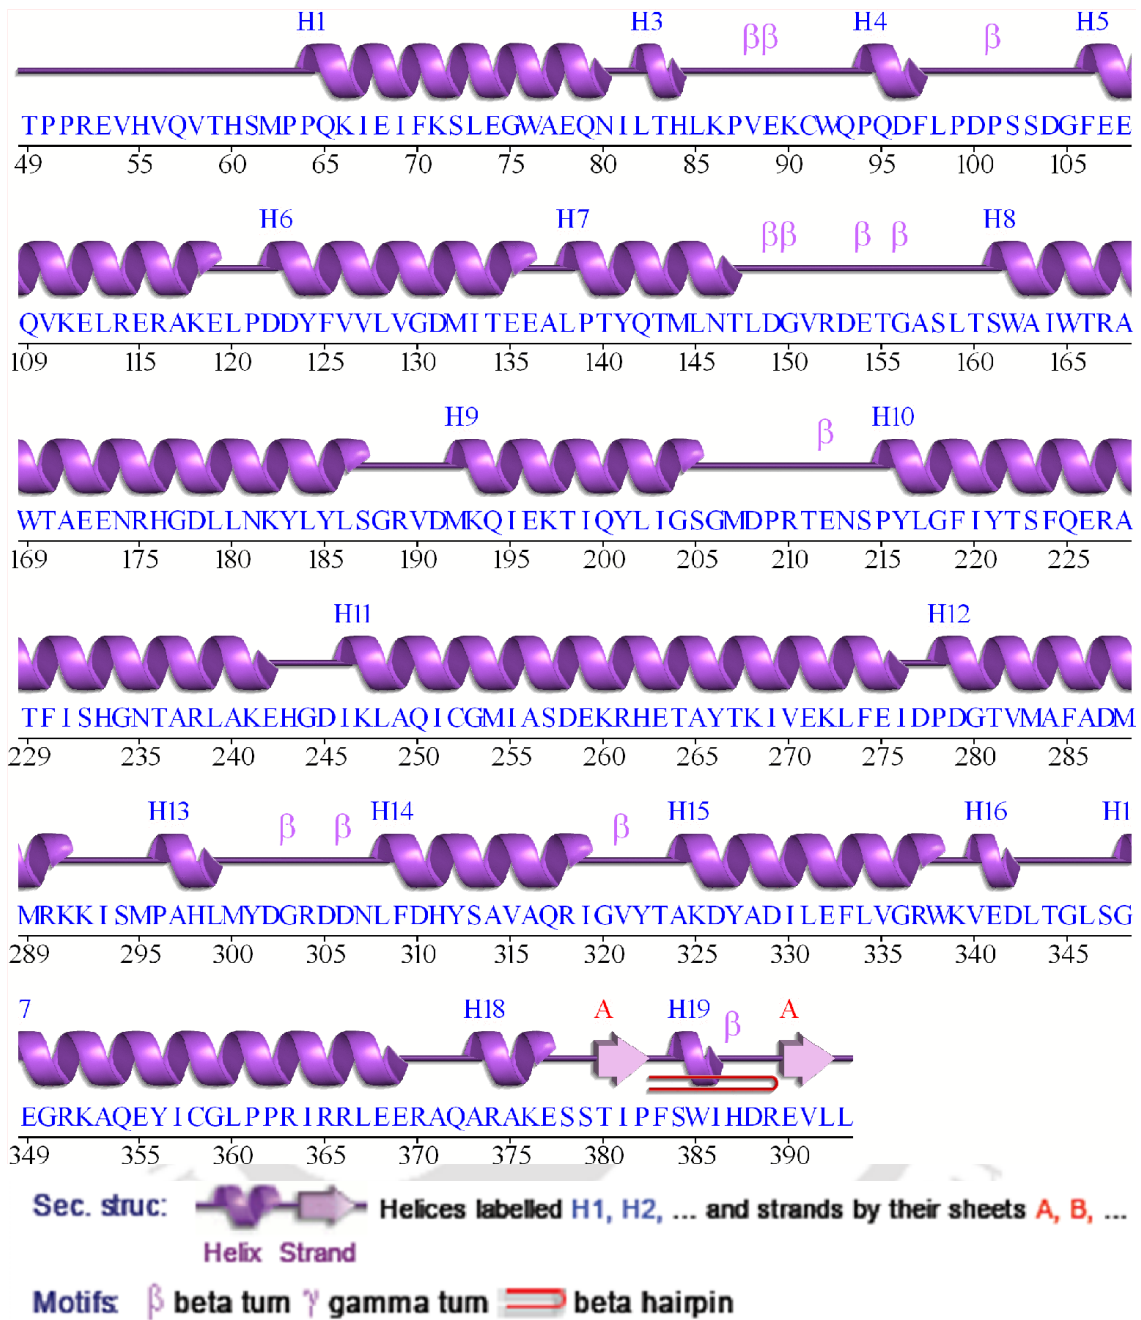 H1 H3 ββ H4 β H5
TPPREVHVQVTHSMPPQKIEIFKSLEGWAEQNILTHLKPVEKCWQPQDFLPDPSSDGFEE
49 55 60 65 70 75 80 85 90 95 100 105
H6 H7 ββ β β H8
QVKELRERAKELPDDYFVVLVGDMITEEALPTYQTMLNTLDGVRDETGASLTSWAIWTRA
109 115 120 125 130 135 140 145 150 155 160 165
H9 β H10
WTAEENRHGDLLNKYLYLSGRVDMKQIEKTIQYLIGSGMDPRTENSPYLGFIYTSFQERA
169 175 180 185 190 195 200 205 210 215 220 225
H11 H12
TFISHGNTARLAKEHGDIKLAQICGMIASDEKRHETAYTKIVEKLFEIDPDGTVMAFADM
229 235 240 245 250 255 260 265 270 275 280 285
H13 β β H14 β H15 H16 H1
MRKKISMPAHLMYDGRDDNLFDHYSAVAQRIGVYTAKDYADILEFLVGRWKVEDLTGLSG
289 295 300 305 310 315 320 325 330 335 340 345
7 H18 A H19 β A
EGRKAQEYICGLPPRIRRLEERAQARAKESSTIPFSWIHDREVLL
349 355 360 365 370 375 380 385 390
Sec. struc: Helices labelled H1, H2, ... and strands by their sheets A, B, ...
Helix Strand
Motifs: β beta turn γ gamma turn beta hairpin